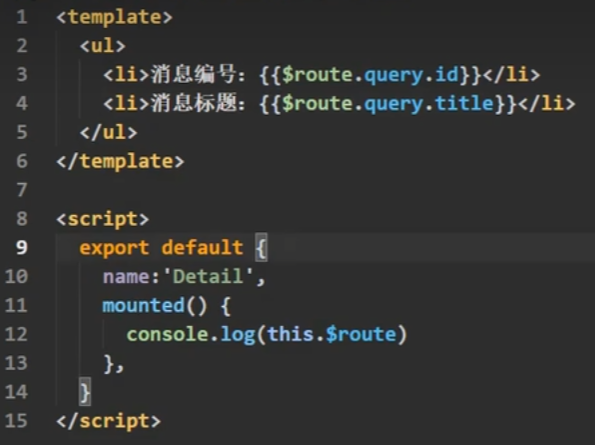 1 <template>
2 <ul>
3 <li>消息编号：{{$route.query.id}}</li>
4 <li>消息标题：{{$route.query.title}}</li>
5 </ul>
6 </template>
7
8 <script>
9 export default {
10 name:'Detail',
11 mounted() {
12 console.log(this.$route)
13 },
14 }
15 </script>